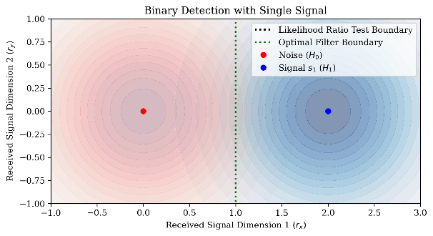 Binary Detection with Single Signal
1.00
0.75
0.50
0.25
0.00
−0.25
−0.50
−0.75
−1.00
Received Signal Dimension 2 (r_y)
Likelihood Ratio Test Boundary
Optimal Filter Boundary
Noise (H_0)
Signal s_1 (H_1)
−1.0 −0.5 0.0 0.5 1.0 1.5 2.0 2.5 3.0
Received Signal Dimension 1 (r_x)